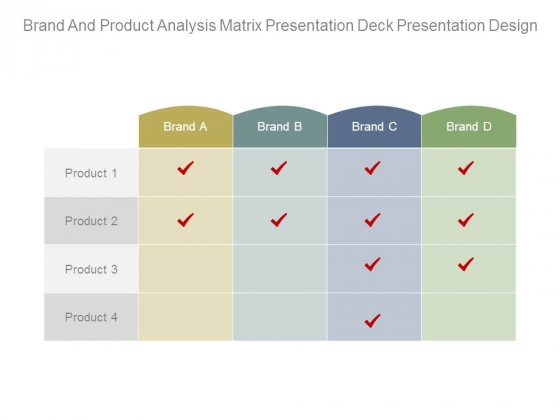 Brand And Product Analysis Matrix Presentation Deck Presentation Design
Brand A Brand B Brand C Brand D
Product 1
Product 2
Product 3
Product 4